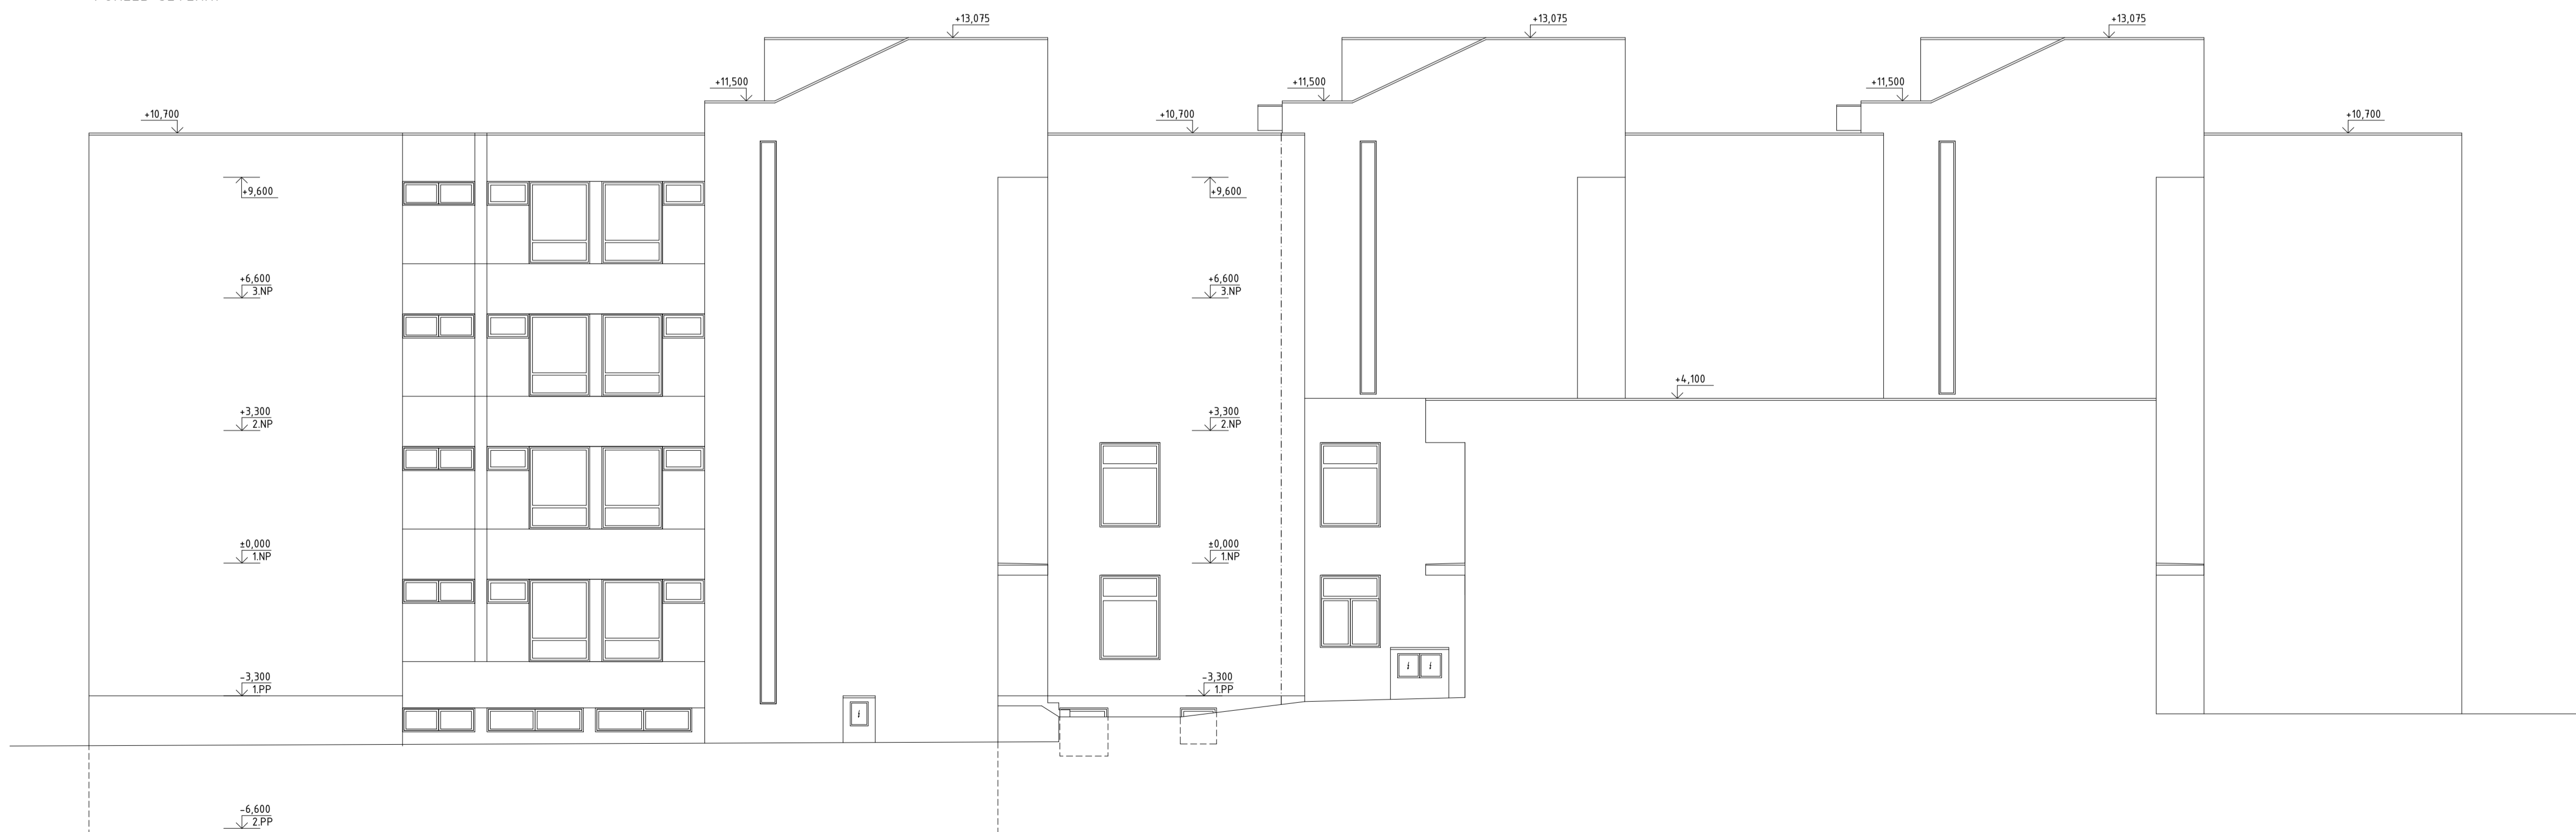 +13,075
+13,075
+13,075
+11,500
+11,500
+11,500
+10,700
+10,700
+10,700
+9,600
+9,600
+6,600
3.NP
+6,600
3.NP
+4,100
+3,300
2.NP
+3,300
2.NP
±0,000
1.NP
±0,000
1.NP
i i
-3,300
1.PP
-3,300
1.PP
i
-6,600
2.PP